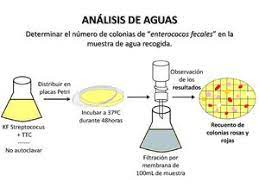 ANÁLISIS DE AGUAS
Determinar el número de colonias de "enterococos fecales" en la
muestra de agua recogida.
Distribuir en
placas Petri
Observación
de los
resultados
KF Streptococcus
+ TTC
---
No autoclavar
Incubar a 37ºC
durante 48horas
Filtración por
membrana de
100mL de muestra
Recuento de
colonias rosas y
rojas